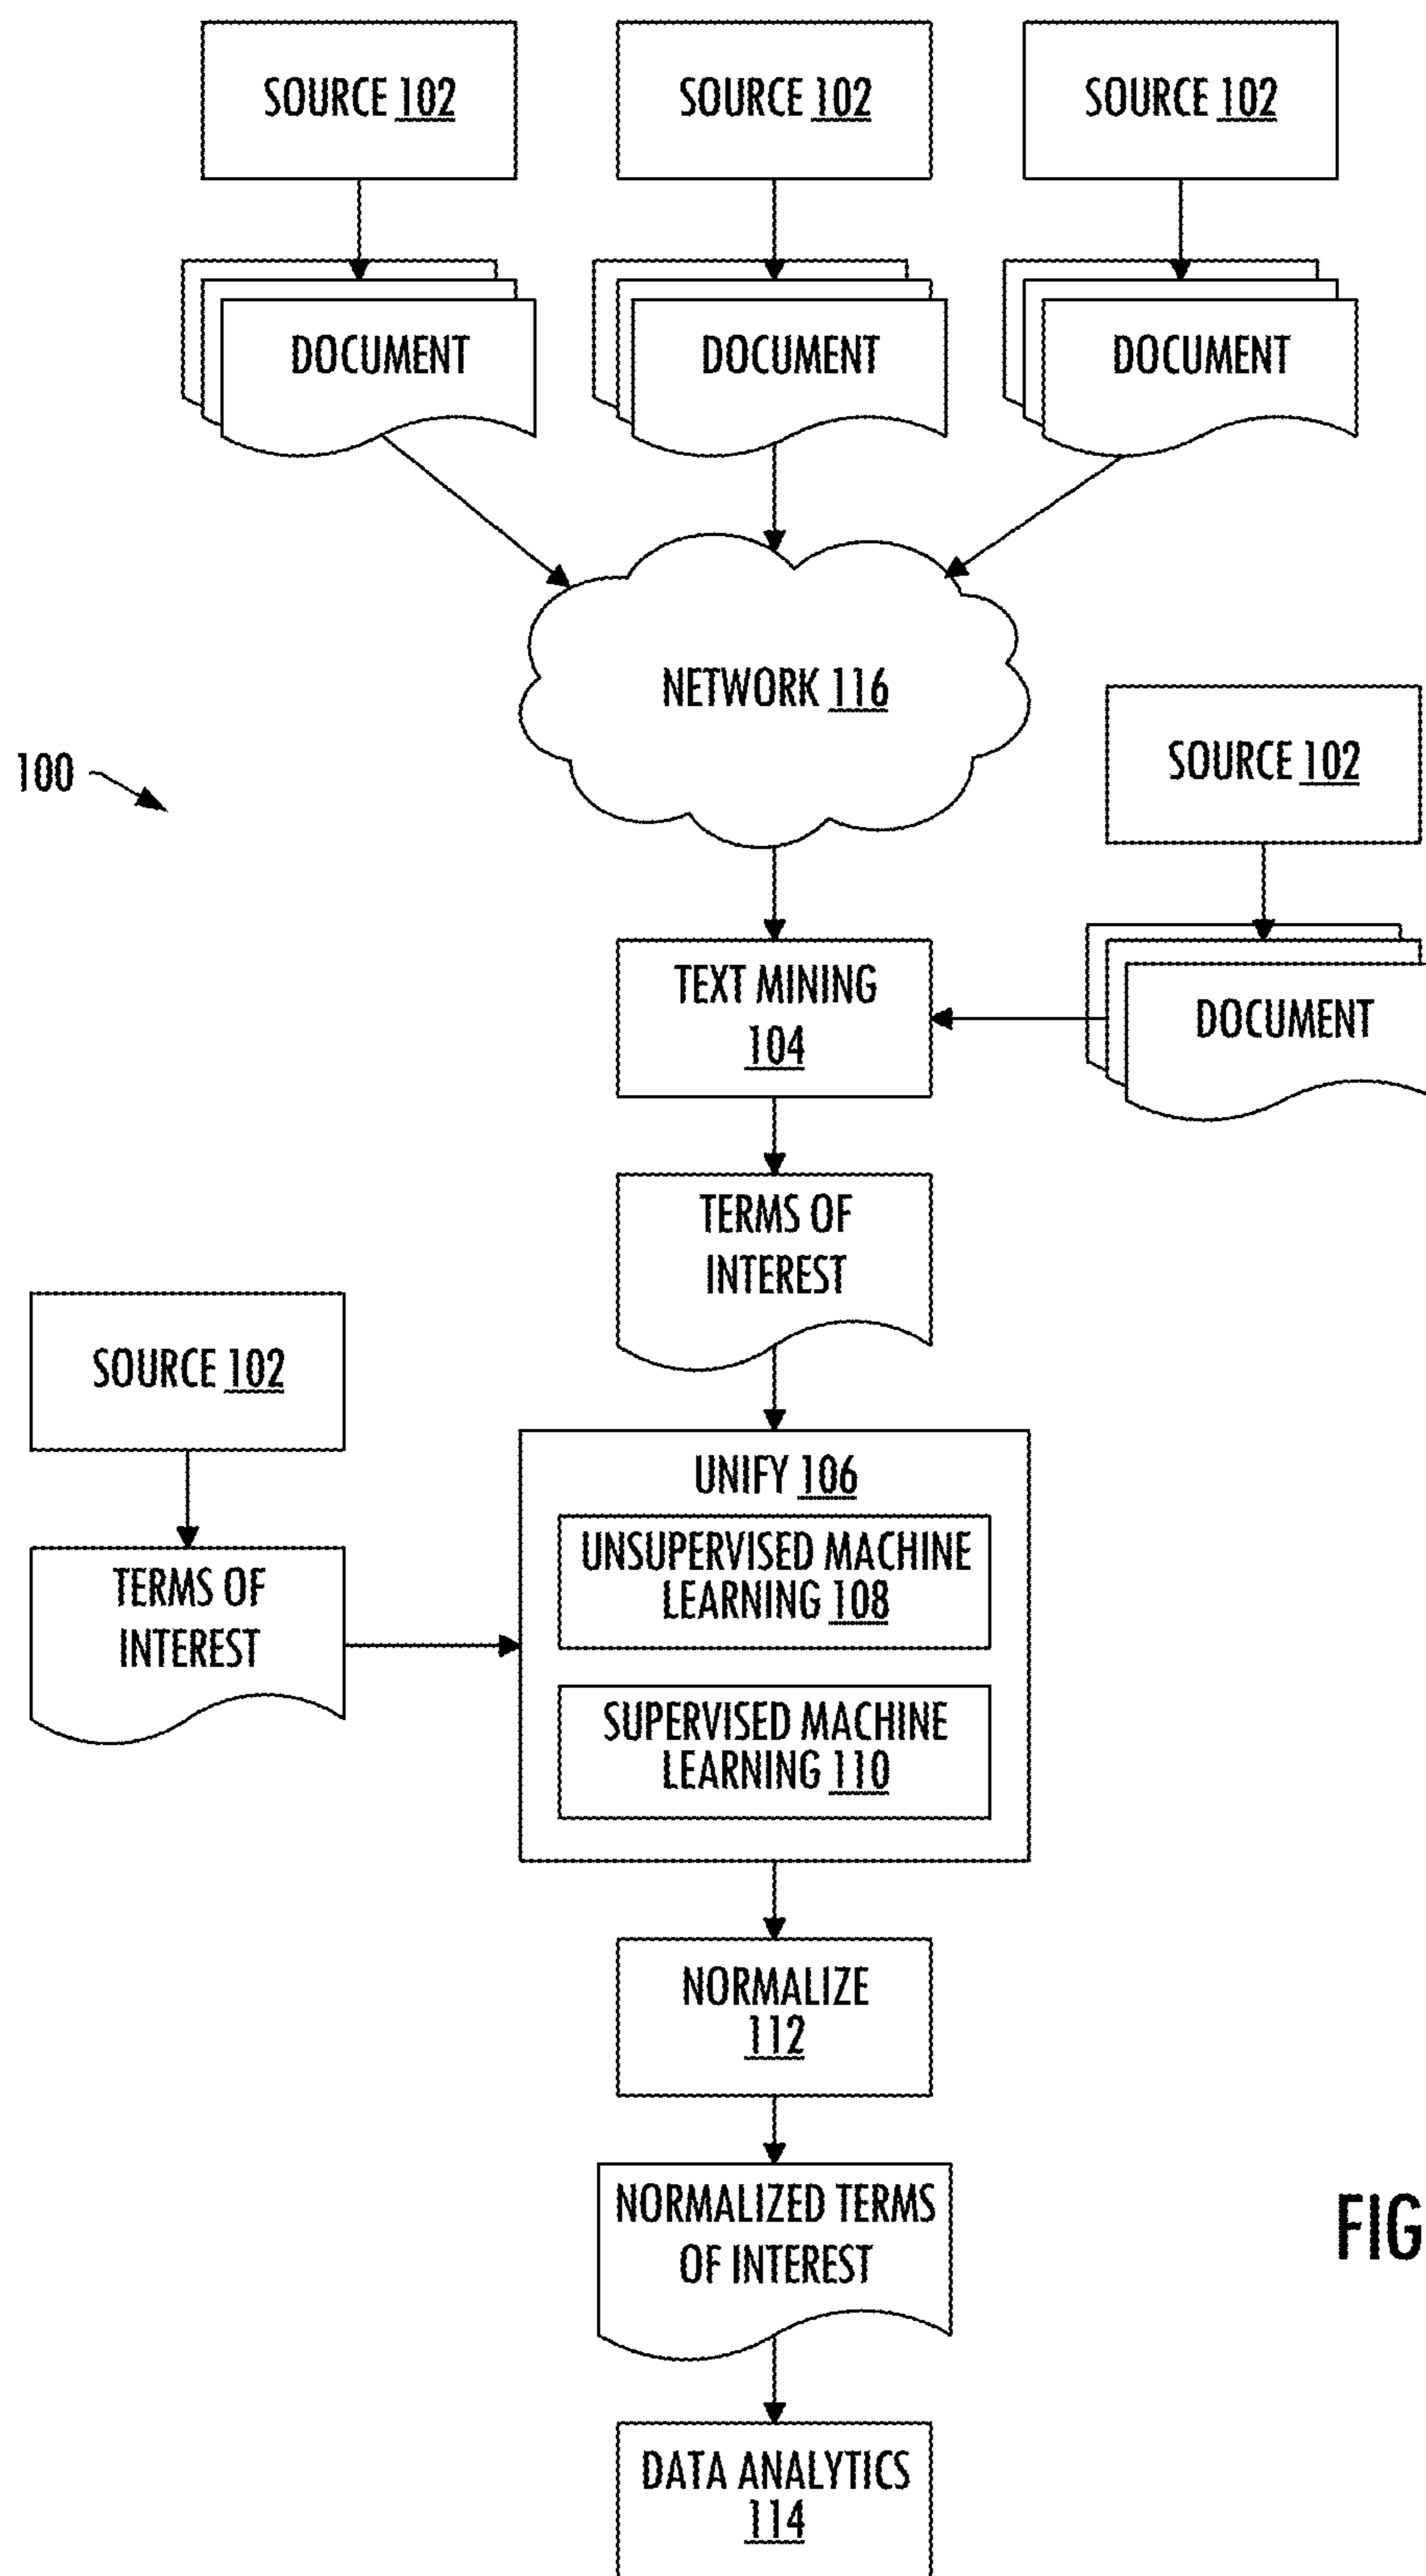 SOURCE 102
SOURCE 102
SOURCE 102
DOCUMENT
DOCUMENT
DOCUMENT
NETWORK 116
SOURCE 102
100
TEXT MINING
104
DOCUMENT
TERMS OF
INTEREST
SOURCE 102
UNIFY 106
UNSUPERVISED MACHINE
LEARNING 108
TERMS OF
INTEREST
SUPERVISED MACHINE
LEARNING 110
NORMALIZE
112
NORMALIZED TERMS
OF INTEREST
FIG
DATA ANALYTICS
114